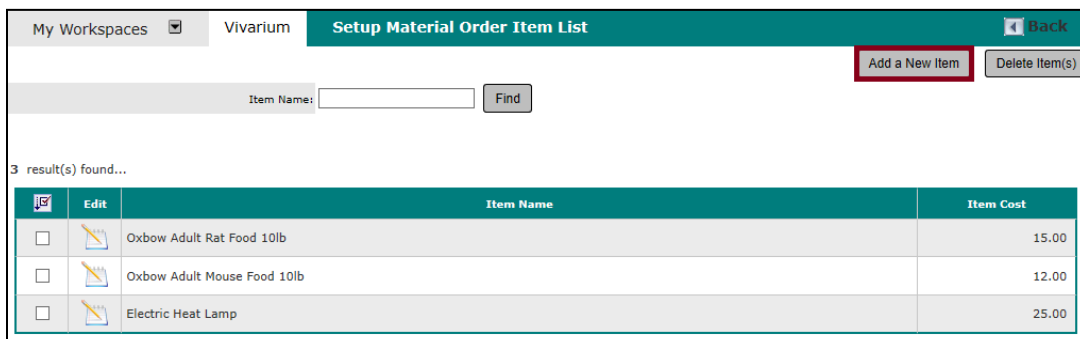 My Workspaces Vivarium Setup Material Order Item List Back
Add a New Item Delete Item(s)
Item Name: Find
3 result(s) found...
Edit Item Name Item Cost
Oxbow Adult Rat Food 10lb 15.00
Oxbow Adult Mouse Food 10lb 12.00
Electric Heat Lamp 25.00